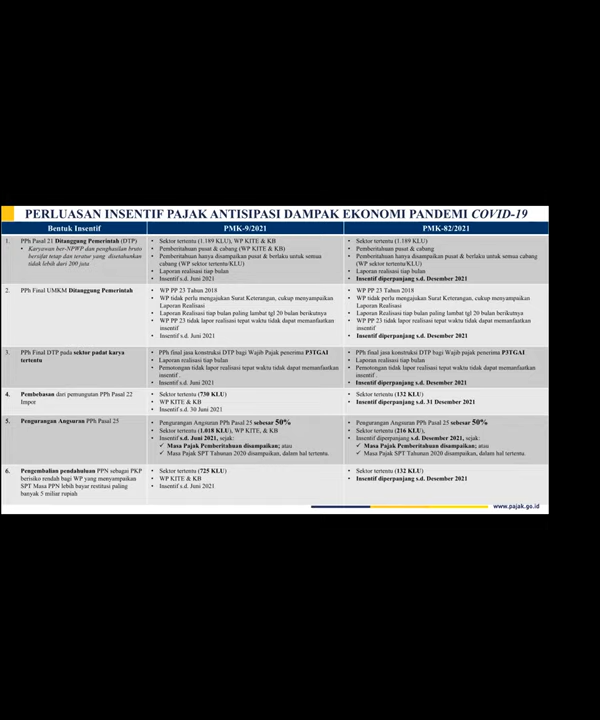 PERLUASAN INSENTIF PAJAK ANTISIPASI DAMPAK EKONOMI PANDEMI COVID-19
Bentuk Insentif
PMK-9/2021
PMK-82/2021
1. PPh Pasal 21 Ditanggung Pemerintah (DTP)
• Karyawan ber-NPWP dan penghasilan bruto
bersifat tetap dan teratur yang disetahunkan
tidak lebih dari 200 juta
• Sektor tertentu (1.189 KLU), WP KITE & KB
• Pemberitahuan pusat & cabang (WP KITE & KB)
• Pemberitahuan hanya disampaikan pusat & berlaku untuk semua
cabang (WP sektor tertentu/KLU)
• Laporan realisasi tiap bulan
• Insentif s.d. Juni 2021
• Sektor tertentu (1.189 KLU)
• Pemberitahuan pusat & cabang
• Pemberitahuan hanya disampaikan pusat & berlaku untuk semua cabang
(WP sektor tertentu/KLU)
• Laporan realisasi tiap bulan
• Insentif diperpanjang s.d. Desember 2021
2. PPh Final UMKM Ditanggung Pemerintah
• WP PP 23 Tahun 2018
• WP tidak perlu mengajukan Surat Keterangan, cukup menyampaikan
Laporan Realisasi
• Laporan Realisasi tiap bulan paling lambat tgl 20 bulan berikutnya
• WP PP 23 tidak lapor realisasi tepat waktu tidak dapat memanfaatkan
insentif
• Insentif s.d. Juni 2021
• WP PP 23 Tahun 2018
• WP tidak perlu mengajukan Surat Keterangan, cukup menyampaikan
Laporan Realisasi
• Laporan Realisasi tiap bulan paling lambat tgl 20 bulan berikutnya
• WP PP 23 tidak lapor realisasi tepat waktu tidak dapat memanfaatkan
insentif
• Insentif diperpanjang s.d. Desember 2021
3. PPh Final DTP pada sektor padat karya
tertentu
• PPh final jasa konstruksi DTP bagi Wajib Pajak penerima P3TGAI
• Laporan realisasi tiap bulan
• Pemotongan tidak lapor realisasi tepat waktu tidak dapat memanfaatkan
insentif .
• Insentif s.d. Juni 2021
• PPh final jasa konstruksi DTP bagi Wajib pajak penerima P3TGAI
• Laporan realisasi tiap bulan
• Pemotongan tidak lapor realisasi tepat waktu tidak dapat memanfaatkan
insentif .
• Insentif diperpanjang s.d. Desember 2021
4. Pembebasan dari pemungutan PPh Pasal 22
Impor
• Sektor tertentu (730 KLU)
• WP KITE & KB
• Insentif s.d. 30 Juni 2021
• Sektor tertentu (132 KLU)
• Insentif diperpanjang s.d. 31 Desember 2021
5. Pengurangan Angsuran PPh Pasal 25
• Pengurangan Angsuran PPh Pasal 25 sebesar 50%
• Sektor tertentu (1.018 KLU), WP KITE, & KB
• Insentif s.d. Juni 2021, sejak:
✓ Masa Pajak Pemberitahuan disampaikan; atau
✓ Masa Pajak SPT Tahunan 2020 disampaikan, dalam hal tertentu.
• Pengurangan Angsuran PPh Pasal 25 sebesar 50%
• Sektor tertentu (216 KLU),
• Insentif diperpanjang s.d. Desember 2021, sejak:
✓ Masa Pajak Pemberitahuan disampaikan; atau
✓ Masa Pajak SPT Tahunan 2020 disampaikan, dalam hal tertentu.
6. Pengembalian pendahuluan PPN sebagai PKP
berisiko rendah bagi WP yang menyampaikan
SPT Masa PPN lebih bayar restitusi paling
banyak 5 miliar rupiah
• Sektor tertentu (725 KLU)
• WP KITE & KB
• Insentif s.d. Juni 2021
• Sektor tertentu (132 KLU)
• Insentif diperpanjang s.d. Desember 2021
www.pajak.go.id